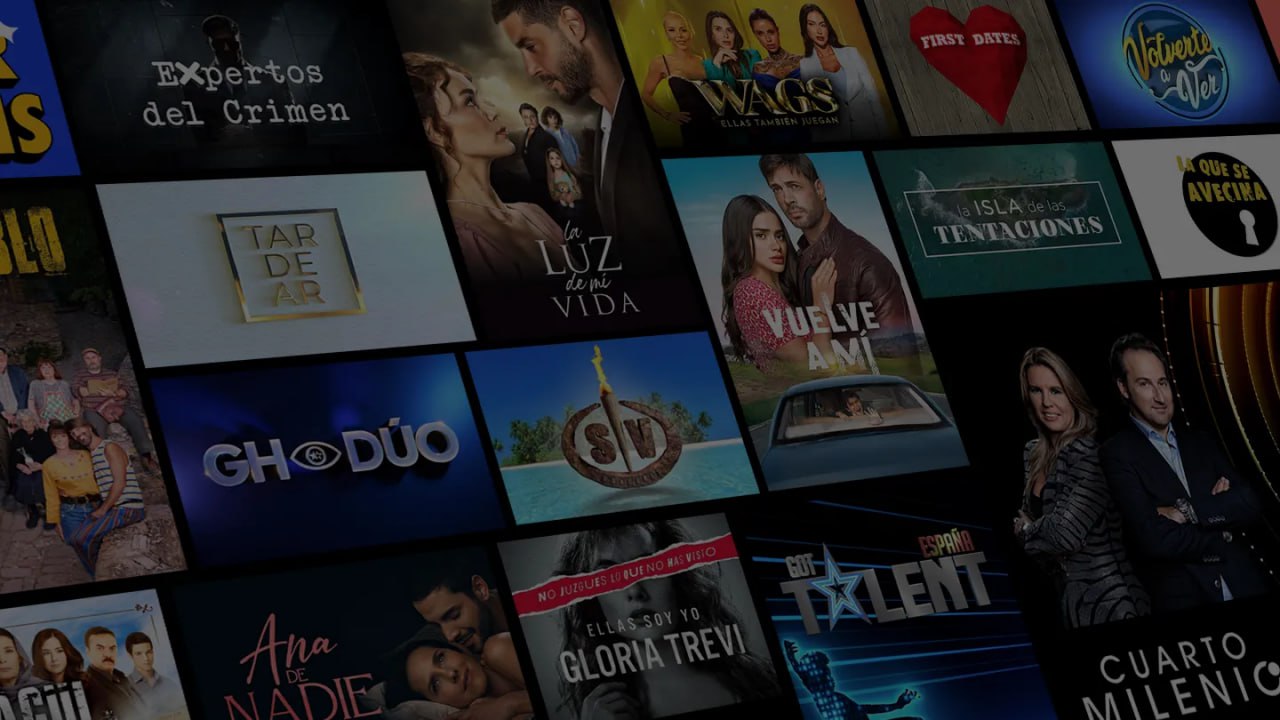 Expertos
del Crimen
la
LUZ
de mi
VIDA
WAGS
ELLAS TAMBIÉN JUEGAN
FIRST DATES
Volverte
a
Ver
TAR
DE
AR
VUELVE
A MÍ
la ISLA de las
TENTACIONES
LA QUE SE
AVECINA
GH DÚO
SV
NO JUZGUES LO QUE NO HAS VISTO
ELLAS SOY YO
GLORIA TREVI
GOT
ESPAÑA
TALENT
Ana
DE
NADIE
CUARTO
MILENIO